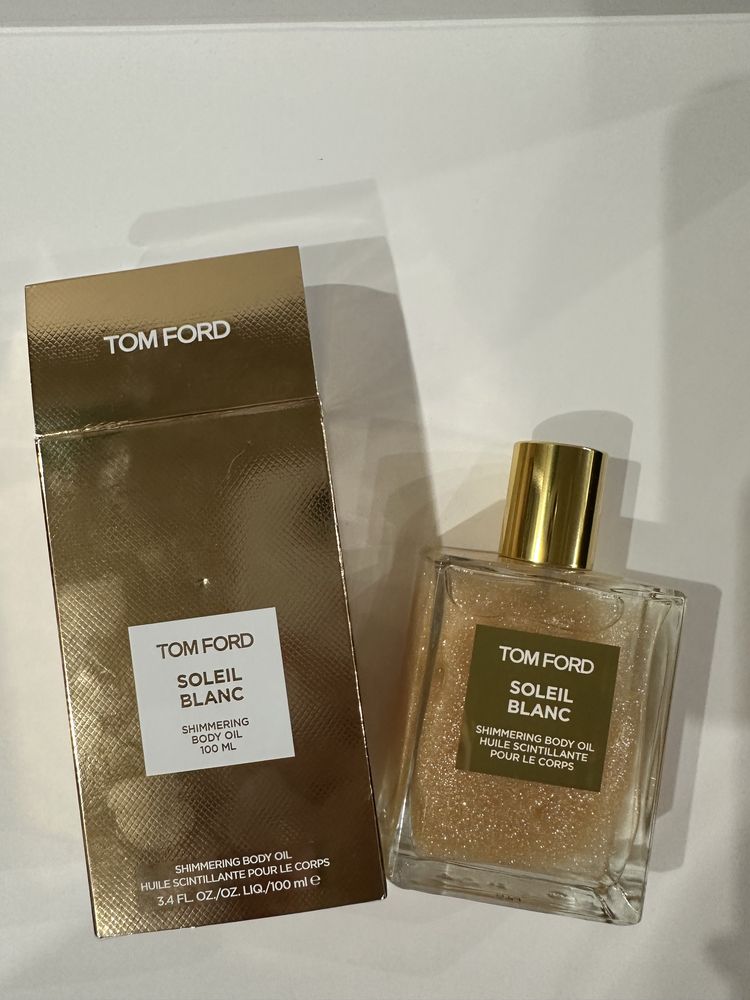 TOM FORD
TOM FORD
SOLEIL
BLANC
SHIMMERING
BODY OIL
100 ML
SHIMMERING BODY OIL
HUILE SCINTILLANTE POUR LE CORPS
3.4 FL. OZ./OZ. LIQ./100 ml ℮
TOM FORD
SOLEIL
BLANC
SHIMMERING BODY OIL
HUILE SCINTILLANTE
POUR LE CORPS